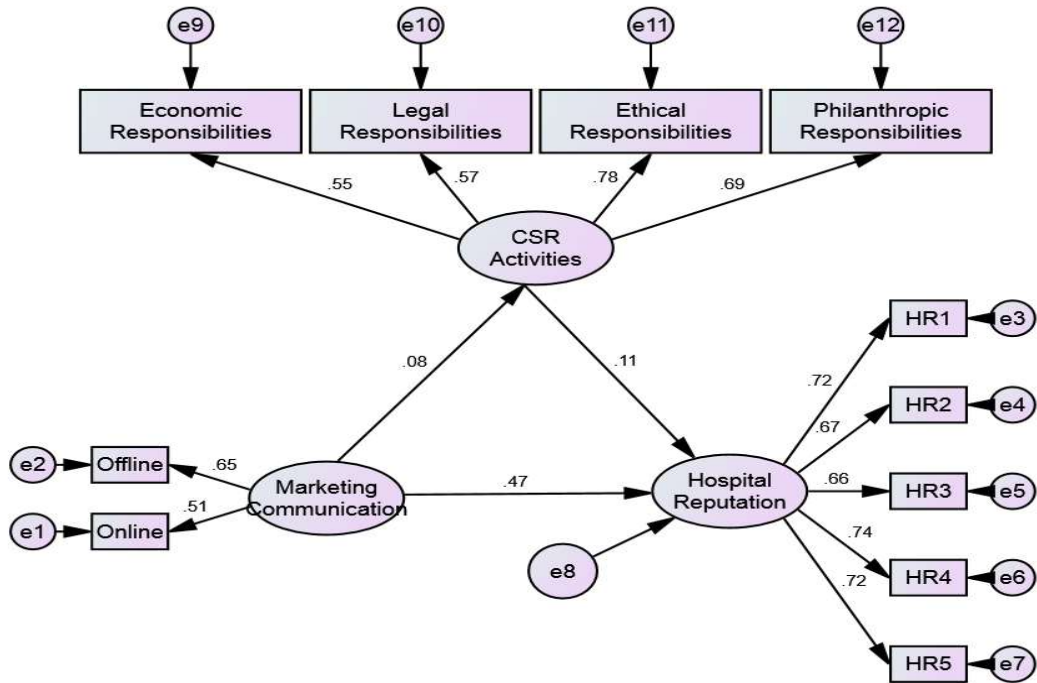 e9
e10
e11
e12
Economic
Responsibilities
Legal
Responsibilities
Ethical
Responsibilities
Philanthropic
Responsibilities
.55
.57
.78
.69
CSR
Activities
.08
.11
HR1
e3
.72
HR2
e4
.67
e2
Offline
.65
Marketing
Communication
.47
Hospital
Reputation
.66
HR3
e5
e1
Online
.51
e8
.74
HR4
e6
.72
HR5
e7